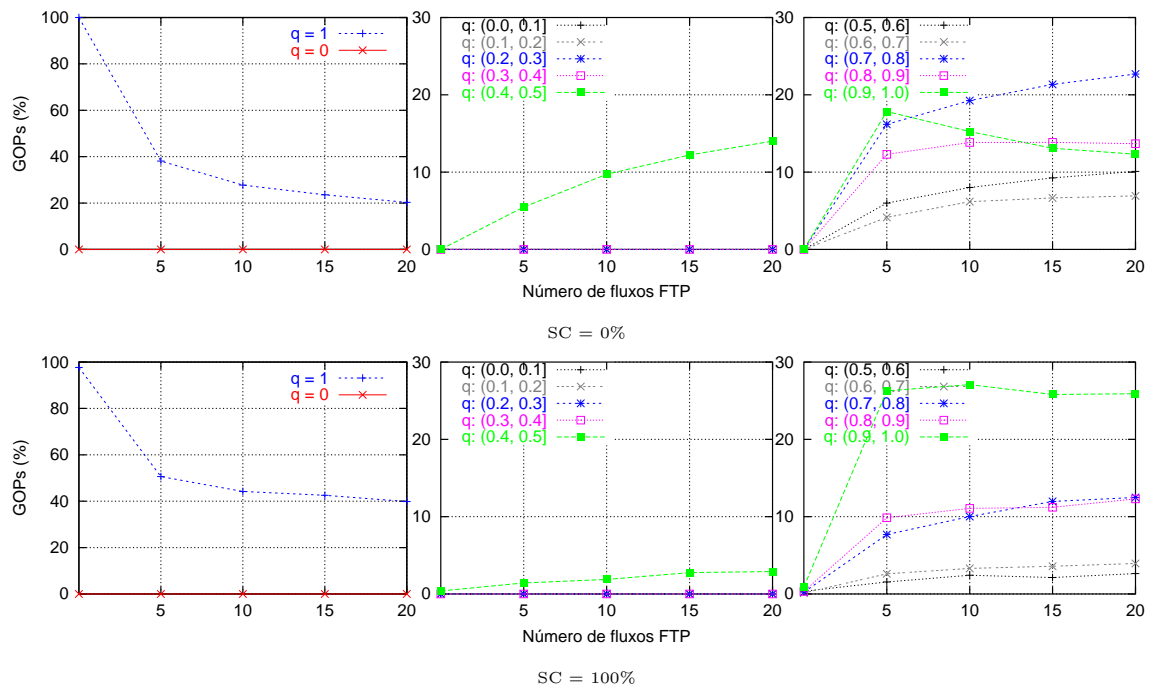 100
80
60
40
20
0
GOPs (%)
q = 1
q = 0
5
10
15
20
30
20
10
0
q: (0.0, 0.1]
q: (0.1, 0.2]
q: (0.2, 0.3]
q: (0.3, 0.4]
q: (0.4, 0.5]
5
10
15
20
Número de fluxos FTP
30
20
10
0
q: (0.5, 0.6]
q: (0.6, 0.7]
q: (0.7, 0.8]
q: (0.8, 0.9]
q: (0.9, 1.0)
5
10
15
20
SC = 0%
100
80
60
40
20
0
GOPs (%)
q = 1
q = 0
5
10
15
20
30
20
10
0
q: (0.0, 0.1]
q: (0.1, 0.2]
q: (0.2, 0.3]
q: (0.3, 0.4]
q: (0.4, 0.5]
5
10
15
20
Número de fluxos FTP
30
20
10
0
q: (0.5, 0.6]
q: (0.6, 0.7]
q: (0.7, 0.8]
q: (0.8, 0.9]
q: (0.9, 1.0)
5
10
15
20
SC = 100%